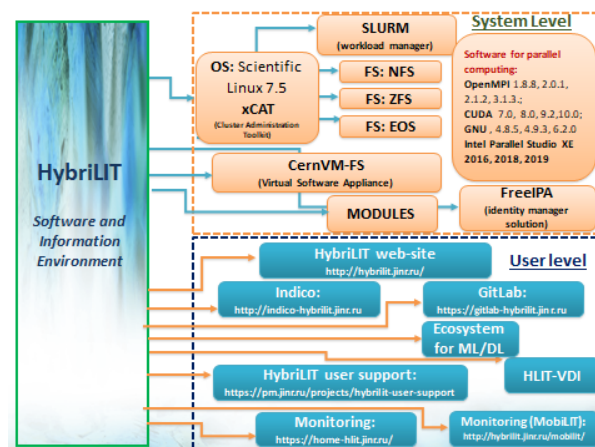 HybriLIT
Software and
Information
Environment
System Level
SLURM
(workload manager)
OS: Scientific
Linux 7.5
xCAT
(Cluster Administration
Toolkit)
FS: NFS
FS: ZFS
FS: EOS
Software for parallel
computing:
OpenMPI 1.8.8, 2.0.1,
2.1.2, 3.1.3.;
CUDA 7.0, 8.0, 9.2,10.0;
GNU , 4.8.5, 4.9.3, 6.2.0
Intel Parallel Studio XE
2016, 2018, 2019
CernVM-FS
(Virtual Software Appliance)
MODULES
FreeIPA
(identity manager
solution)
User level
HybriLIT web-site
http://hybrilit.jinr.ru/
Indico:
http://indico-hybrilit.jinr.ru
GitLab:
https://gitlab-hybrilit.jinr.ru
Ecosystem
for ML/DL
HybriLIT user support:
https://pm.jinr.ru/projects/hybrilit-user-support
HLIT-VDI
Monitoring:
https://home-hlit.jinr.ru/
Monitoring (MobiLIT):
http://hybrilit.jinr.ru/mobilit/